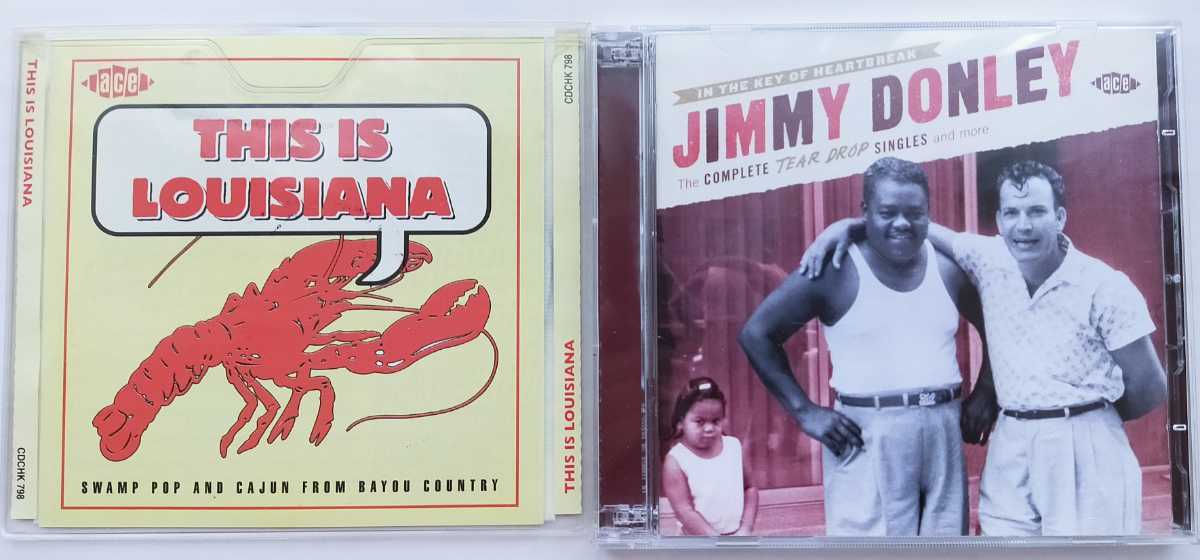 THIS IS LOUISIANA
CDCHK 798
ace
THIS IS
LOUISIANA
SWAMP POP AND CAJUN FROM BAYOU COUNTRY
CDCHK 798
THIS IS LOUISIANA
IN THE KEY OF HEARTBREAK
JIMMY DONLEY
The COMPLETE TEAR DROP SINGLES and more
ace